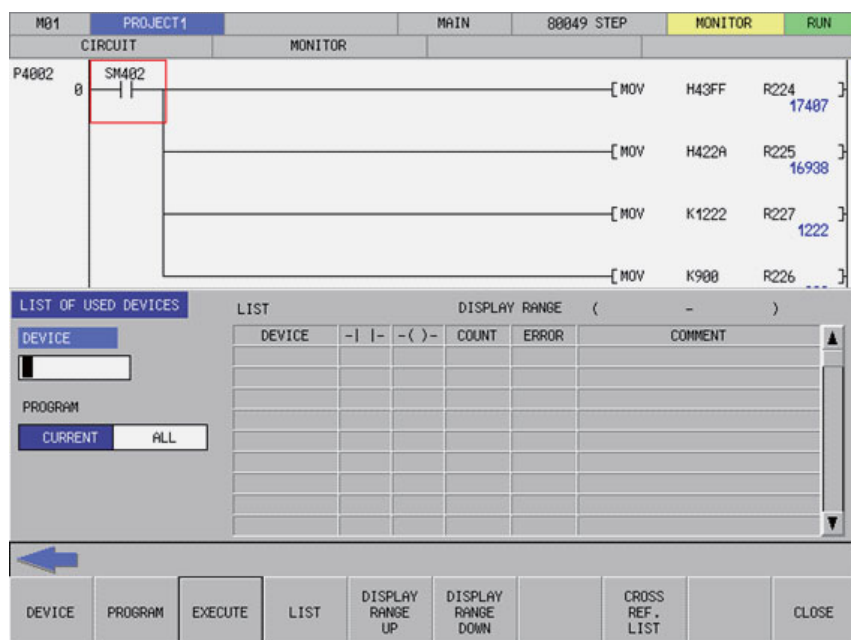 M01 PROJECT1 MAIN 80049 STEP MONITOR RUN
CIRCUIT MONITOR
P4002 0 SM402 MOV H43FF R224
17407
MOV H422A R225
16938
MOV K1222 R227
1222
MOV K900 R226
LIST OF USED DEVICES LIST DISPLAY RANGE ( - )
DEVICE DEVICE -| |- -( )- COUNT ERROR COMMENT
PROGRAM
CURRENT ALL
DEVICE PROGRAM EXECUTE LIST DISPLAY RANGE UP DISPLAY RANGE DOWN CROSS REF. LIST CLOSE